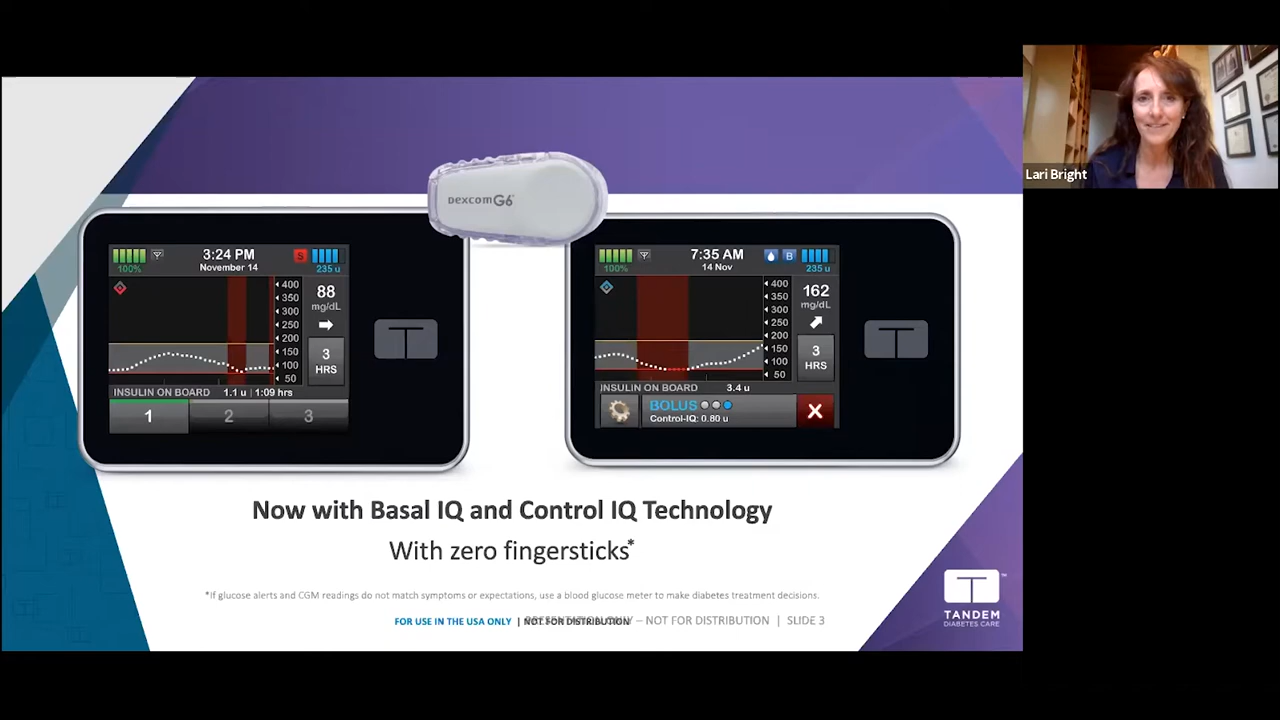 Lari Bright
DexcomG6
3:24 PM
November 14
S
100%
235 u
400
350
300
250
200
150
100
50
88
mg/dL
3
HRS
INSULIN ON BOARD 1.1 u | 1:09 hrs
1 2 3
T
7:35 AM
14 Nov
B
100%
235 u
400
350
300
250
200
150
100
50
162
mg/dL
3
HRS
INSULIN ON BOARD 3.4 u
BOLUS
Control-IQ: 0.80 u
X
T
Now with Basal IQ and Control IQ Technology
With zero fingersticks*
*If glucose alerts and CGM readings do not match symptoms or expectations, use a blood glucose meter to make diabetes treatment decisions.
FOR USE IN THE USA ONLY | NOT FOR DISTRIBUTION – NOT FOR DISTRIBUTION | SLIDE 3
T™
TANDEM
DIABETES CARE